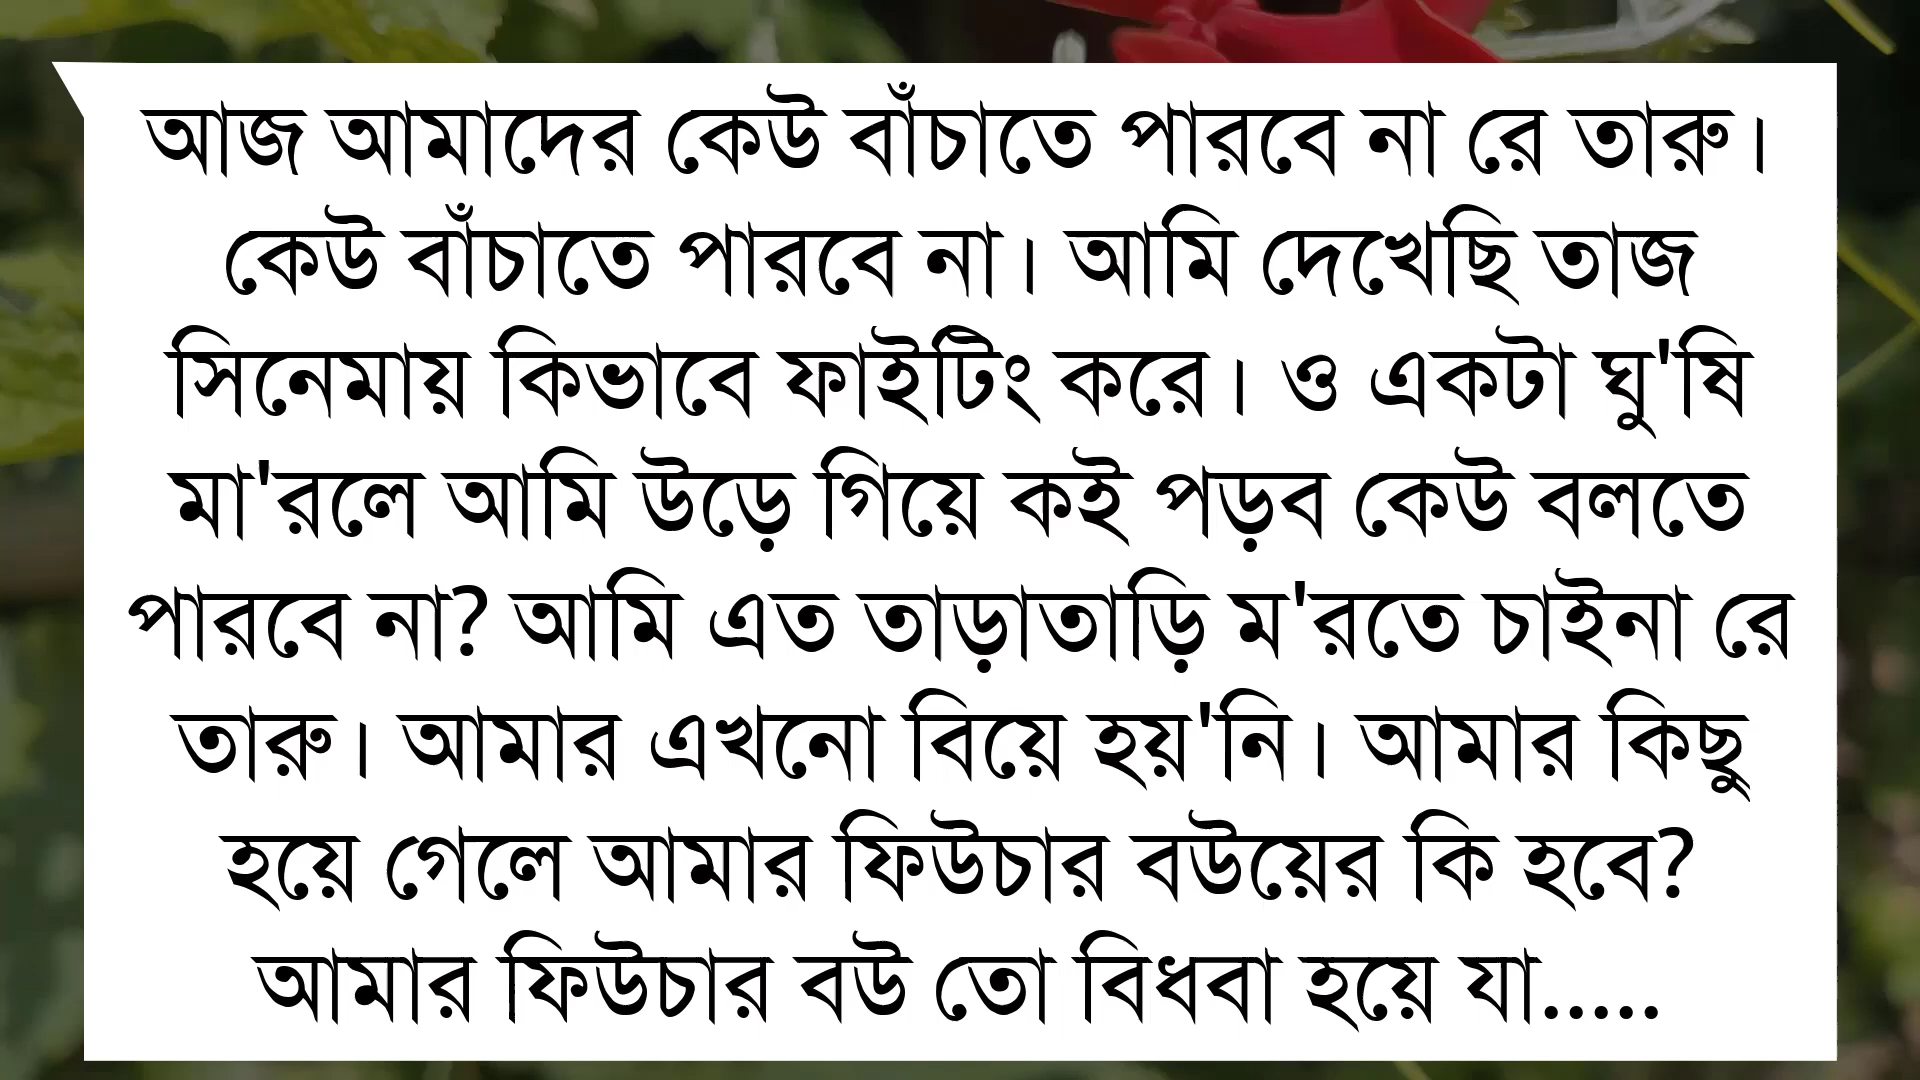 আজ আমাদের কেউ বাঁচাতে পারবে না রে তারু।
কেউ বাঁচাতে পারবে না। আমি দেখেছি তাজ
সিনেমায় কিভাবে ফাইটিং করে। ও একটা ঘু'ষি
মা'রলে আমি উড়ে গিয়ে কই পড়ব কেউ বলতে
পারবে না? আমি এত তাড়াতাড়ি ম'রতে চাইনা রে
তারু। আমার এখনো বিয়ে হয়'নি। আমার কিছু
হয়ে গেলে আমার ফিউচার বউয়ের কি হবে?
আমার ফিউচার বউ তো বিধবা হয়ে যা.....